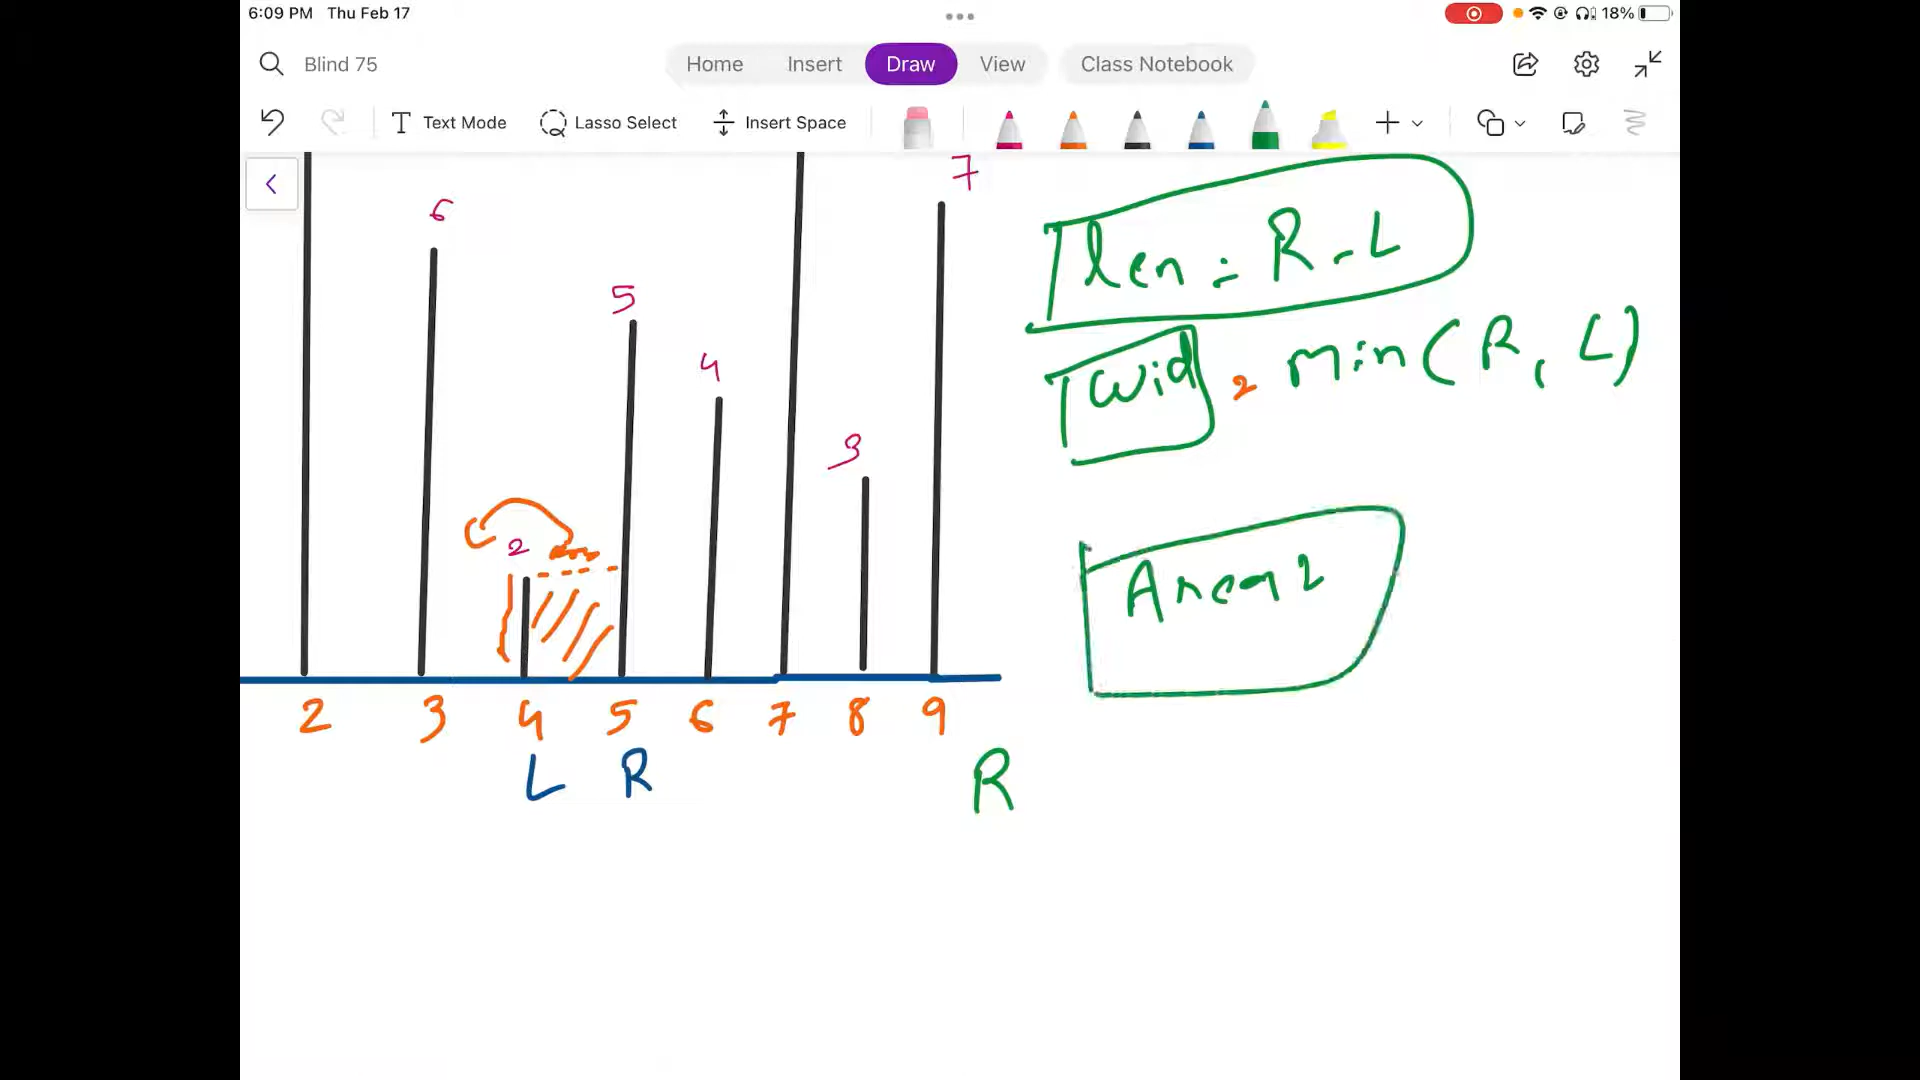 6:09 PM Thu Feb 17
18%
Blind 75
Home Insert Draw View Class Notebook
Text Mode Lasso Select Insert Space
7
6
5
4
3
2
len = R - L
wid = min(R, L)
Area =
2 3 4 5 6 7 8 9
L R R